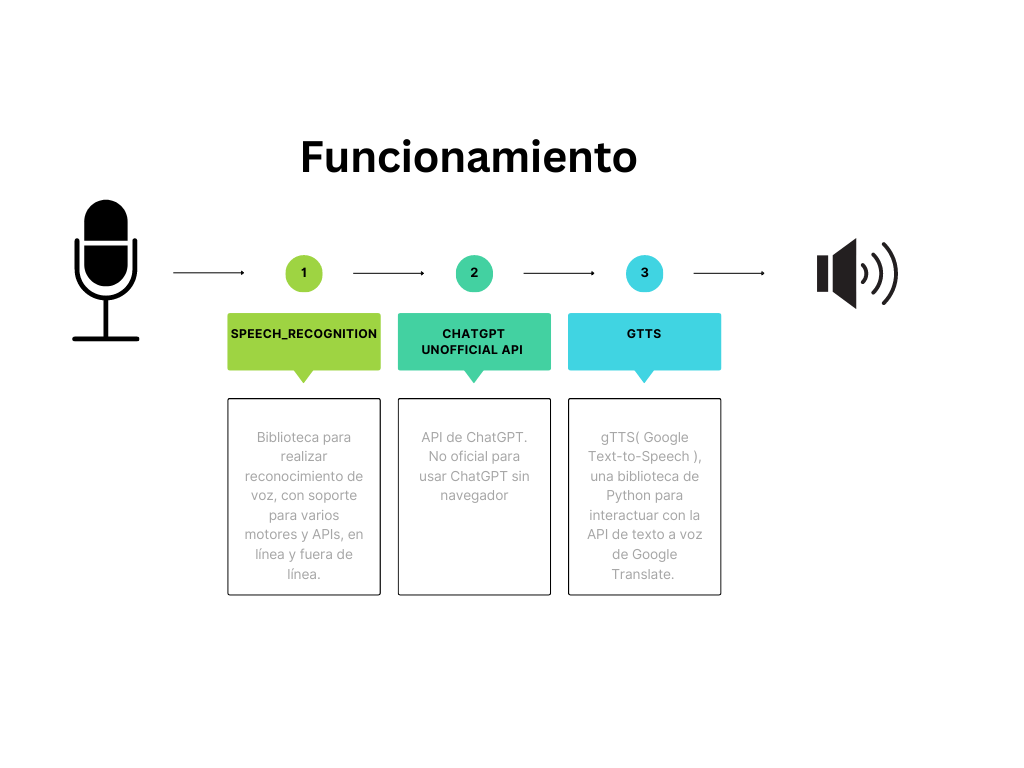 Funcionamiento
1
2
3
SPEECH_RECOGNITION
CHATGPT
UNOFFICIAL API
GTTS
Biblioteca para
realizar
reconocimiento de
voz, con soporte
para varios
motores y APIs, en
línea y fuera de
línea.
API de ChatGPT.
No oficial para
usar ChatGPT sin
navegador
gTTS( Google
Text-to-Speech ),
una biblioteca de
Python para
interactuar con la
API de texto a voz
de Google
Translate.